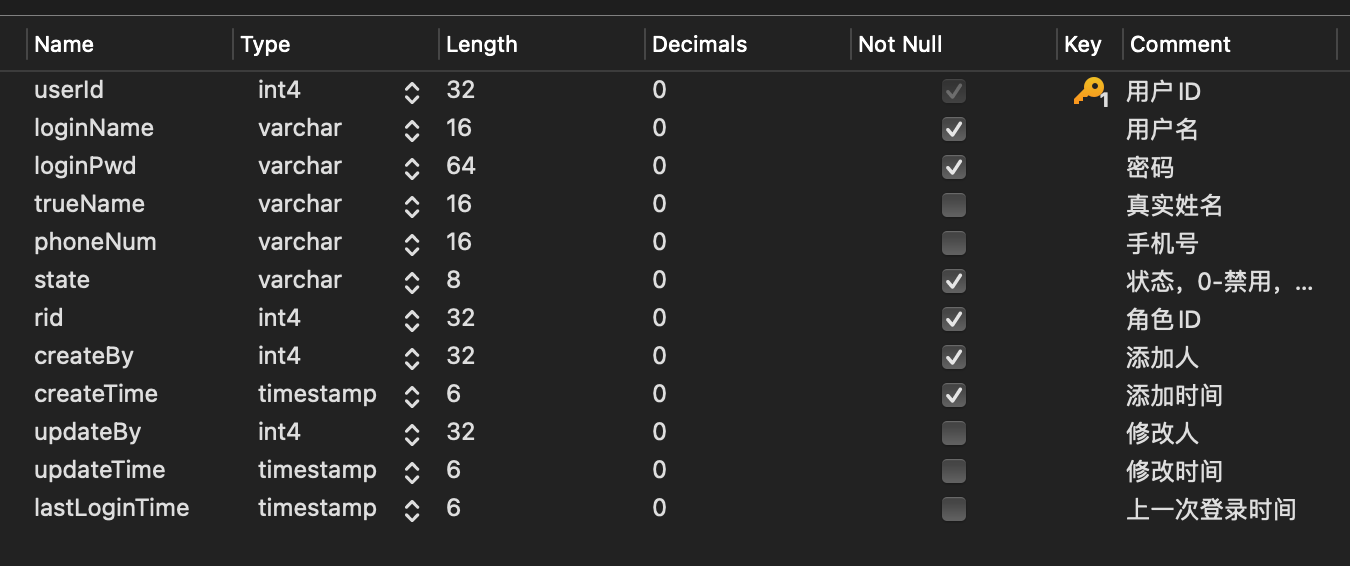 Name Type Length Decimals Not Null Key Comment
userId int4 32 0 1 用户ID
loginName varchar 16 0 用户名
loginPwd varchar 64 0 密码
trueName varchar 16 0 真实姓名
phoneNum varchar 16 0 手机号
state varchar 8 0 状态，0-禁用，...
rid int4 32 0 角色ID
createBy int4 32 0 添加人
createTime timestamp 6 0 添加时间
updateBy int4 32 0 修改人
updateTime timestamp 6 0 修改时间
lastLoginTime timestamp 6 0 上一次登录时间